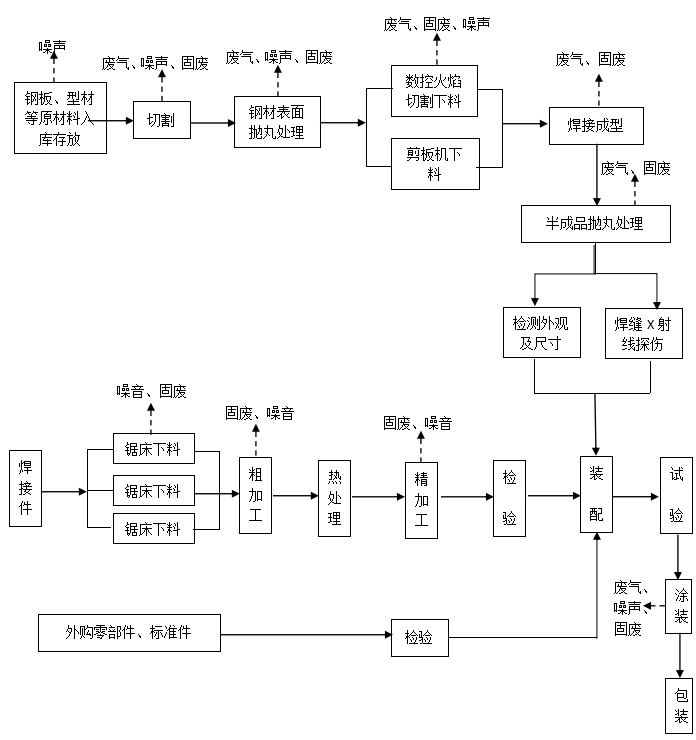 噪声
废气、噪声、固废
废气、噪声、固废
废气、固废、噪声
废气、固废
钢板、型材
等原材料入
库存放
切割
钢材表面
抛丸处理
数控火焰
切割下料
剪板机下
料
焊接成型
废气、固废
半成品抛丸处理
检测外观
及尺寸
焊缝 X 射
线探伤
噪音、固废
固废、噪音
固废、噪音
焊
接
件
锯床下料
锯床下料
锯床下料
粗
加
工
热
处
理
精
加
工
检
验
装
配
试
验
废气、
噪声、
固废
涂
装
外购零部件、标准件
检验
包
装